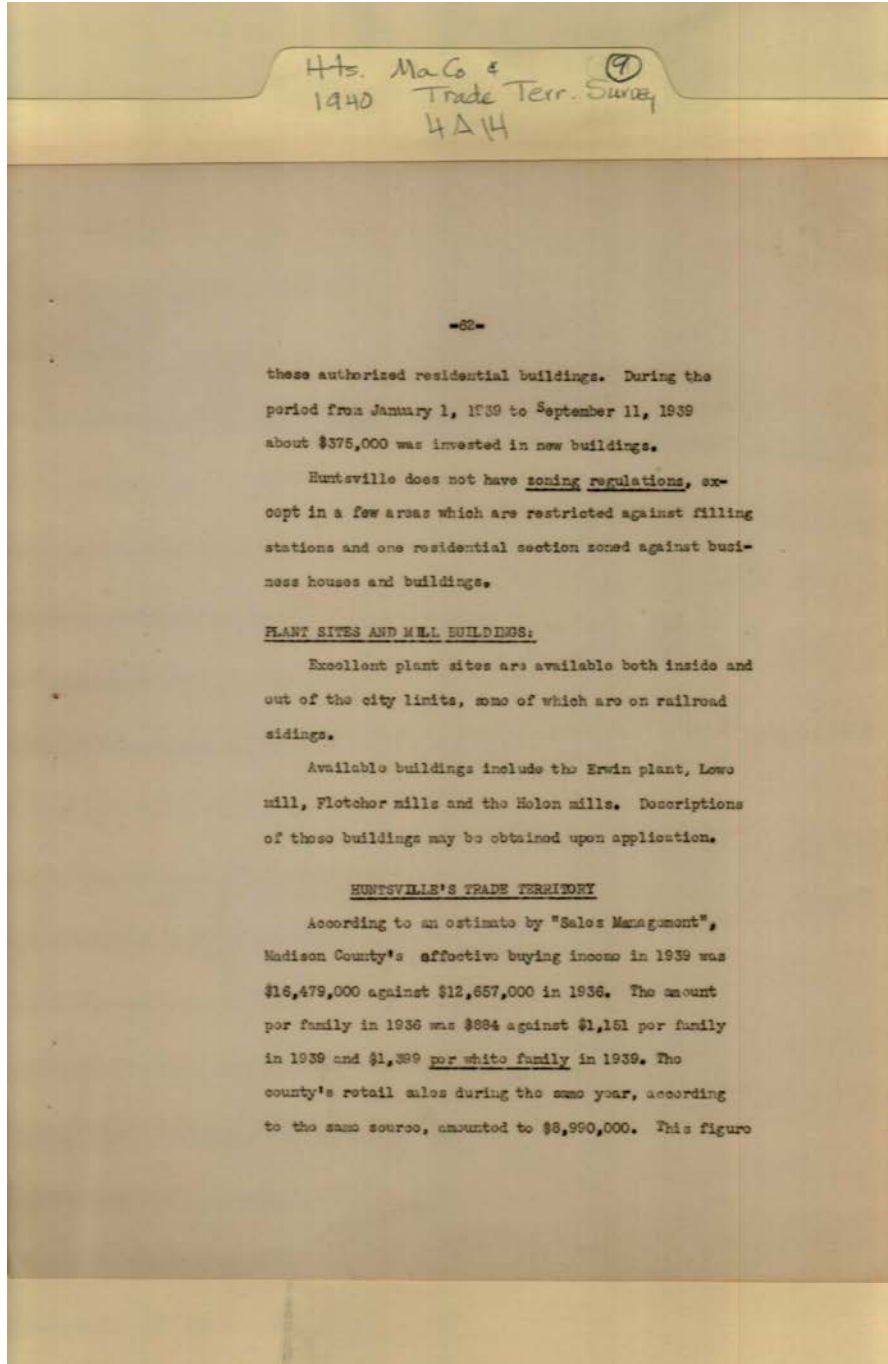 Hts. MaCo & 9
1940 Trade Terr. Survey
4A14
-62-
these authorized residential buildings. During the
period from January 1, 1939 to September 11, 1939
about $375,000 was invested in new buildings.
Huntsville does not have zoning regulations, ex-
cept in a few areas which are restricted against filling
stations and one residential section zoned against busi-
ness houses and buildings.
PLANT SITES AND MILL BUILDINGS:
Excellent plant sites are available both inside and
out of the city limits, some of which are on railroad
sidings.
Available buildings include the Erwin plant, Lowe
mill, Fletcher mills and the Helen mills. Descriptions
of these buildings may be obtained upon application.
HUNTSVILLE'S TRADE TERRITORY
According to an estimate by "Sales Management",
Madison County's effective buying income in 1939 was
$16,479,000 against $12,657,000 in 1936. The amount
per family in 1936 was $884 against $1,151 per family
in 1939 and $1,399 per white family in 1939. The
county's retail sales during the same year, according
to the same source, amounted to $8,990,000. This figure